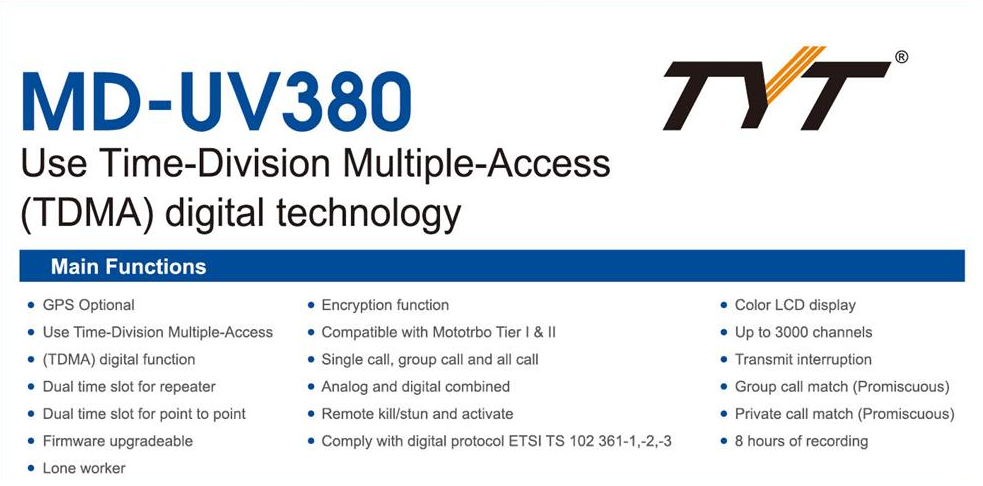 MD-UV380
TYT®
Use Time-Division Multiple-Access
(TDMA) digital technology
Main Functions
• GPS Optional
• Use Time-Division Multiple-Access
• (TDMA) digital function
• Dual time slot for repeater
• Dual time slot for point to point
• Firmware upgradeable
• Lone worker
• Encryption function
• Compatible with Mototrbo Tier I & II
• Single call, group call and all call
• Analog and digital combined
• Remote kill/stun and activate
• Comply with digital protocol ETSI TS 102 361-1,-2,-3
• Color LCD display
• Up to 3000 channels
• Transmit interruption
• Group call match (Promiscuous)
• Private call match (Promiscuous)
• 8 hours of recording